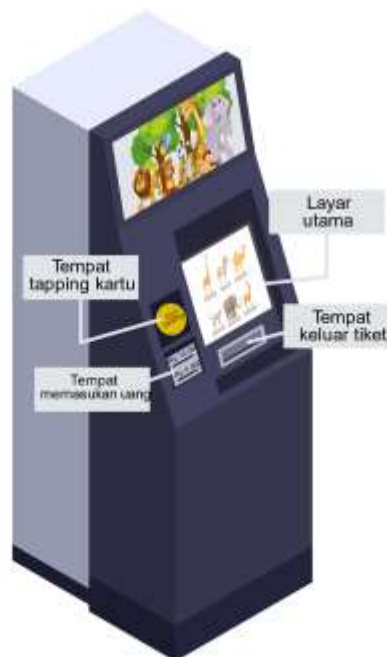 Layar
utama
Tempat
tapping kartu
Tempat
keluar tiket
Tempat
memasukan uang